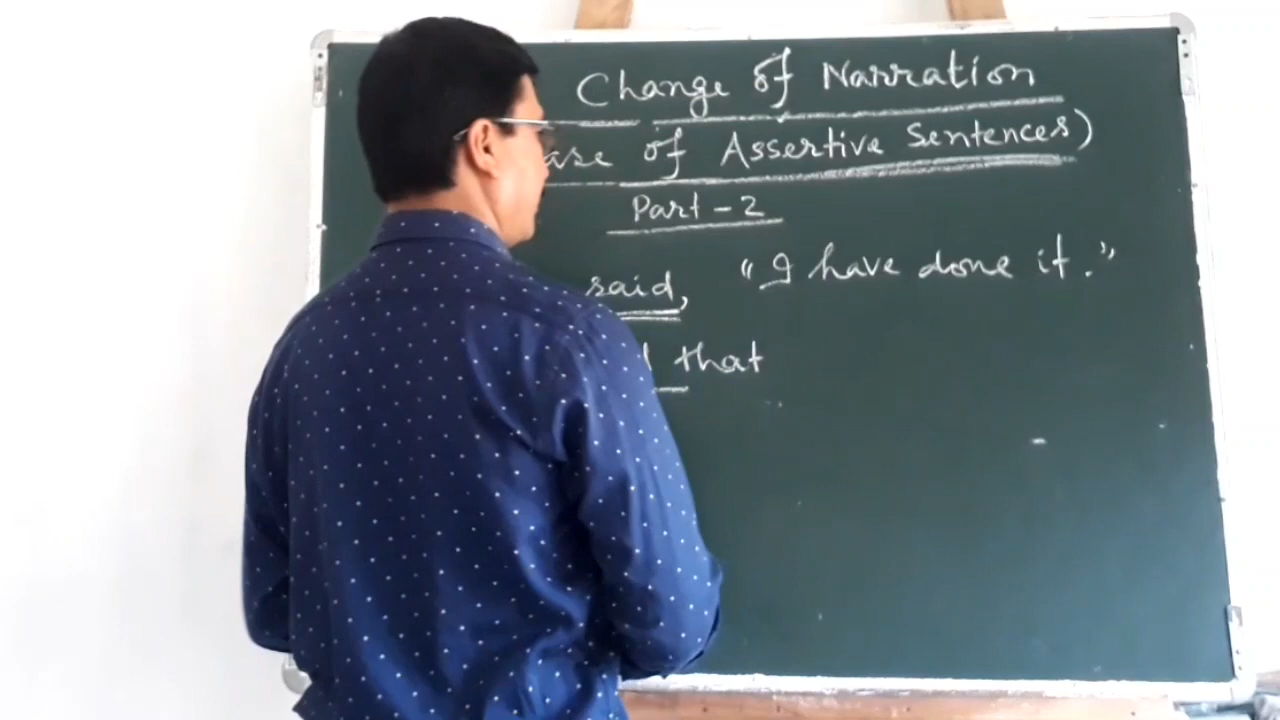 Change of Narration
ase of Assertive Sentences)
Part-2
said, "I have done it."
that